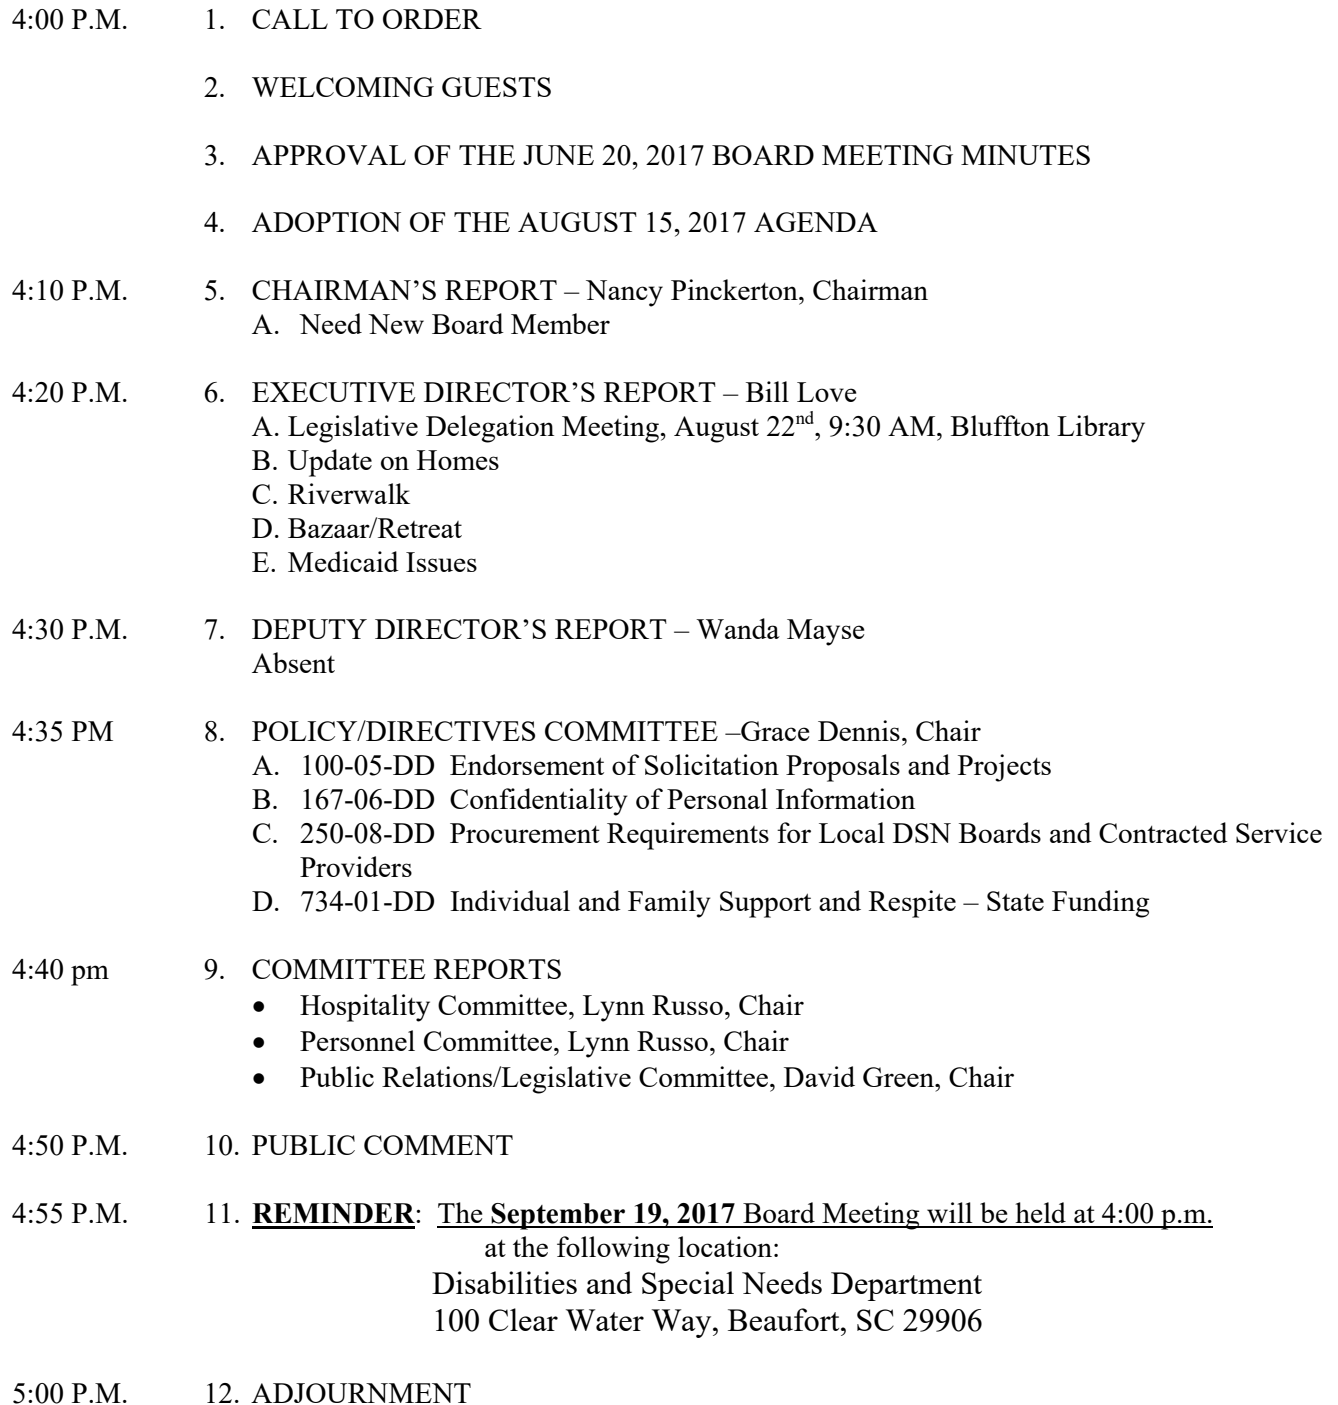 4:00 P.M. 1. CALL TO ORDER
2. WELCOMING GUESTS
3. APPROVAL OF THE JUNE 20, 2017 BOARD MEETING MINUTES
4. ADOPTION OF THE AUGUST 15, 2017 AGENDA
4:10 P.M. 5. CHAIRMAN’S REPORT – Nancy Pinckerton, Chairman
A. Need New Board Member
4:20 P.M. 6. EXECUTIVE DIRECTOR’S REPORT – Bill Love
A. Legislative Delegation Meeting, August 22nd, 9:30 AM, Bluffton Library
B. Update on Homes
C. Riverwalk
D. Bazaar/Retreat
E. Medicaid Issues
4:30 P.M. 7. DEPUTY DIRECTOR’S REPORT – Wanda Mayse
Absent
4:35 PM 8. POLICY/DIRECTIVES COMMITTEE –Grace Dennis, Chair
A. 100-05-DD Endorsement of Solicitation Proposals and Projects
B. 167-06-DD Confidentiality of Personal Information
C. 250-08-DD Procurement Requirements for Local DSN Boards and Contracted Service
Providers
D. 734-01-DD Individual and Family Support and Respite – State Funding
4:40 pm 9. COMMITTEE REPORTS
• Hospitality Committee, Lynn Russo, Chair
• Personnel Committee, Lynn Russo, Chair
• Public Relations/Legislative Committee, David Green, Chair
4:50 P.M. 10. PUBLIC COMMENT
4:55 P.M. 11. REMINDER: The September 19, 2017 Board Meeting will be held at 4:00 p.m.
at the following location:
Disabilities and Special Needs Department
100 Clear Water Way, Beaufort, SC 29906
5:00 P.M. 12. ADJOURNMENT